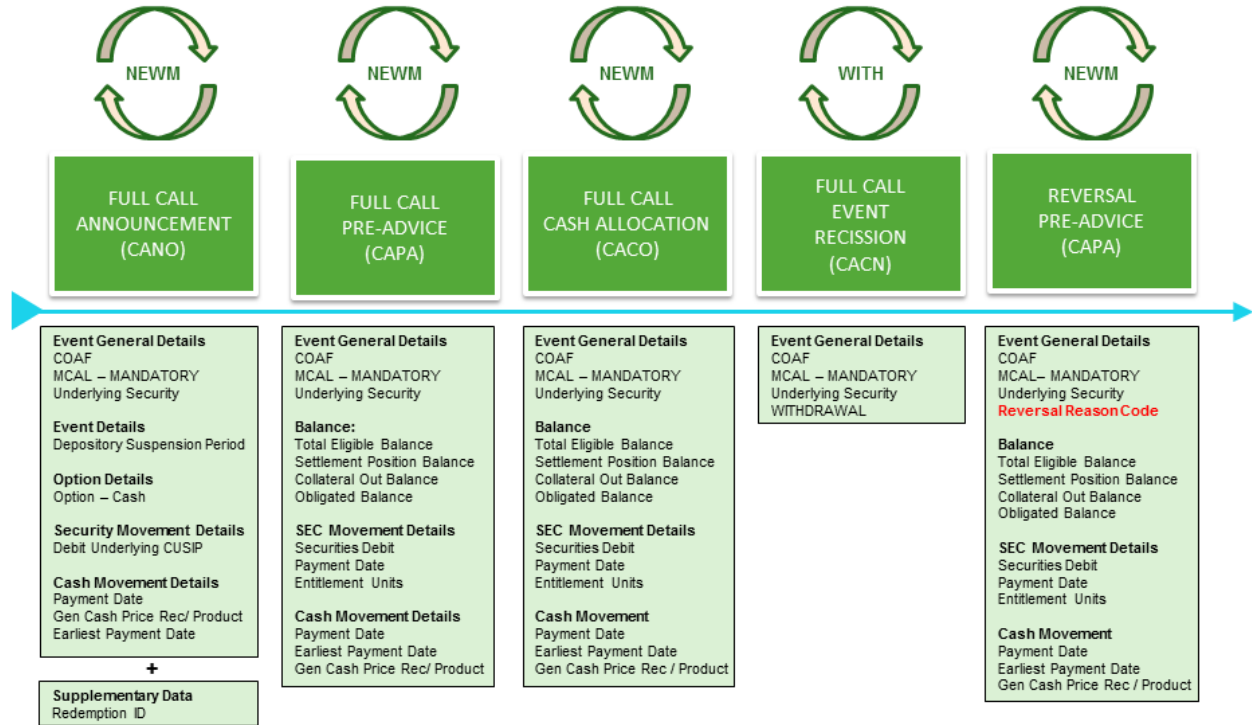 NEWM
NEWM
NEWM
WITH
NEWM
FULL CALL
ANNOUNCEMENT
(CANO)
FULL CALL
PRE-ADVICE
(CAPA)
FULL CALL
CASH ALLOCATION
(CACO)
FULL CALL
EVENT
RECISSION
(CACN)
REVERSAL
PRE-ADVICE
(CAPA)
Event General Details
COAF
MCAL – MANDATORY
Underlying Security
Event Details
Depository Suspension Period
Option Details
Option – Cash
Security Movement Details
Debit Underlying CUSIP
Cash Movement Details
Payment Date
Gen Cash Price Rec/ Product
Earliest Payment Date
+
Supplementary Data
Redemption ID
Event General Details
COAF
MCAL – MANDATORY
Underlying Security
Balance:
Total Eligible Balance
Settlement Position Balance
Collateral Out Balance
Obligated Balance
SEC Movement Details
Securities Debit
Payment Date
Entitlement Units
Cash Movement Details
Payment Date
Earliest Payment Date
Gen Cash Price Rec/ Product
Event General Details
COAF
MCAL – MANDATORY
Underlying Security
Balance
Total Eligible Balance
Settlement Position Balance
Collateral Out Balance
Obligated Balance
SEC Movement Details
Securities Debit
Payment Date
Entitlement Units
Cash Movement
Payment Date
Earliest Payment Date
Gen Cash Price Rec / Product
Event General Details
COAF
MCAL – MANDATORY
Underlying Security
WITHDRAWAL
Event General Details
COAF
MCAL– MANDATORY
Underlying Security
Reversal Reason Code
Balance
Total Eligible Balance
Settlement Position Balance
Collateral Out Balance
Obligated Balance
SEC Movement Details
Securities Debit
Payment Date
Entitlement Units
Cash Movement
Payment Date
Earliest Payment Date
Gen Cash Price Rec / Product